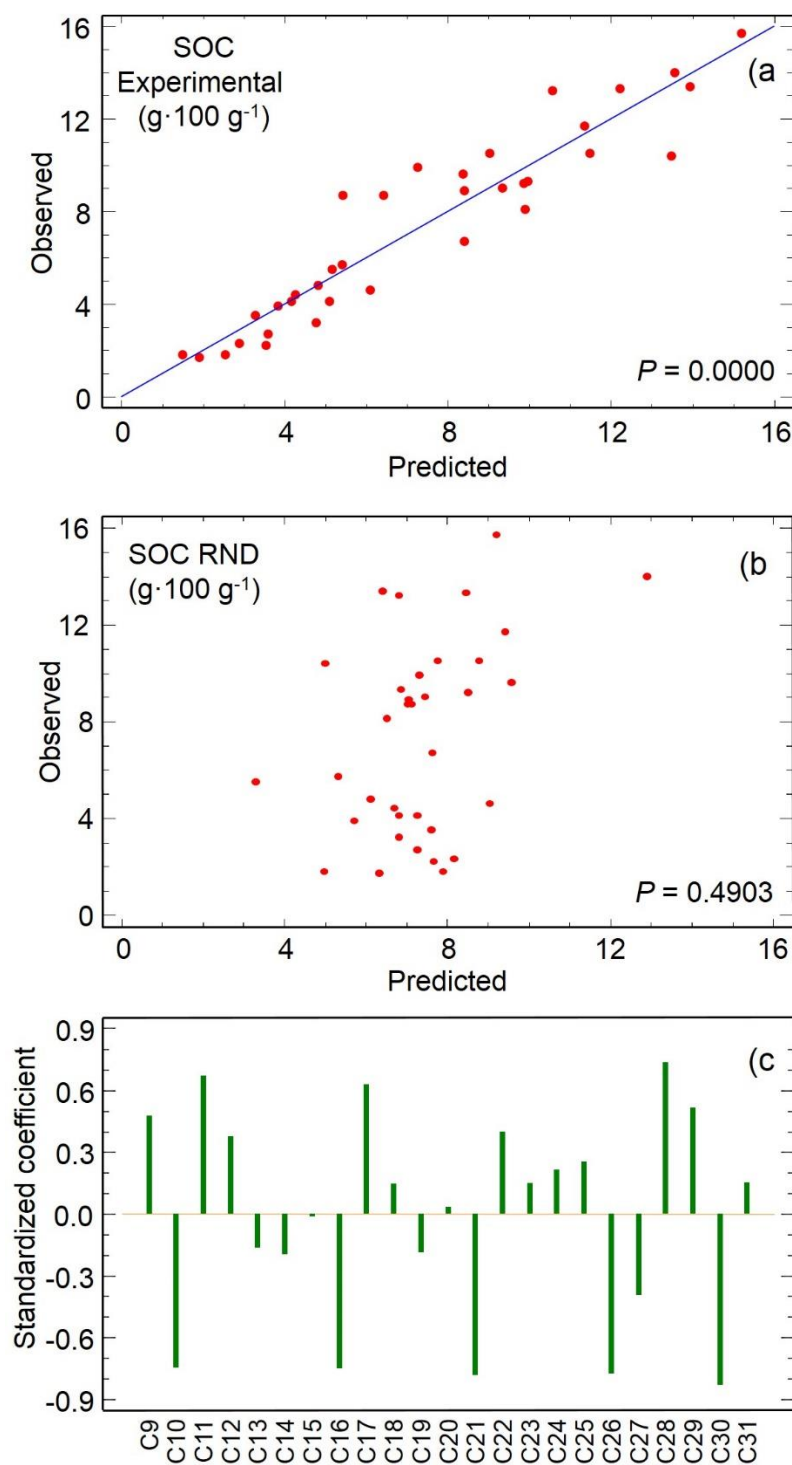 16
12
8
4
0
Observed
SOC
Experimental
(g·100 g⁻¹)
(a
P = 0.0000
0 4 8 12 16
Predicted
16
12
8
4
0
Observed
SOC RND
(g·100 g⁻¹)
(b
P = 0.4903
0 4 8 12 16
Predicted
0.9
0.6
0.3
0.0
-0.3
-0.6
-0.9
Standardized coefficient
(c
C9 C10 C11 C12 C13 C14 C15 C16 C17 C18 C19 C20 C21 C22 C23 C24 C25 C26 C27 C28 C29 C30 C31